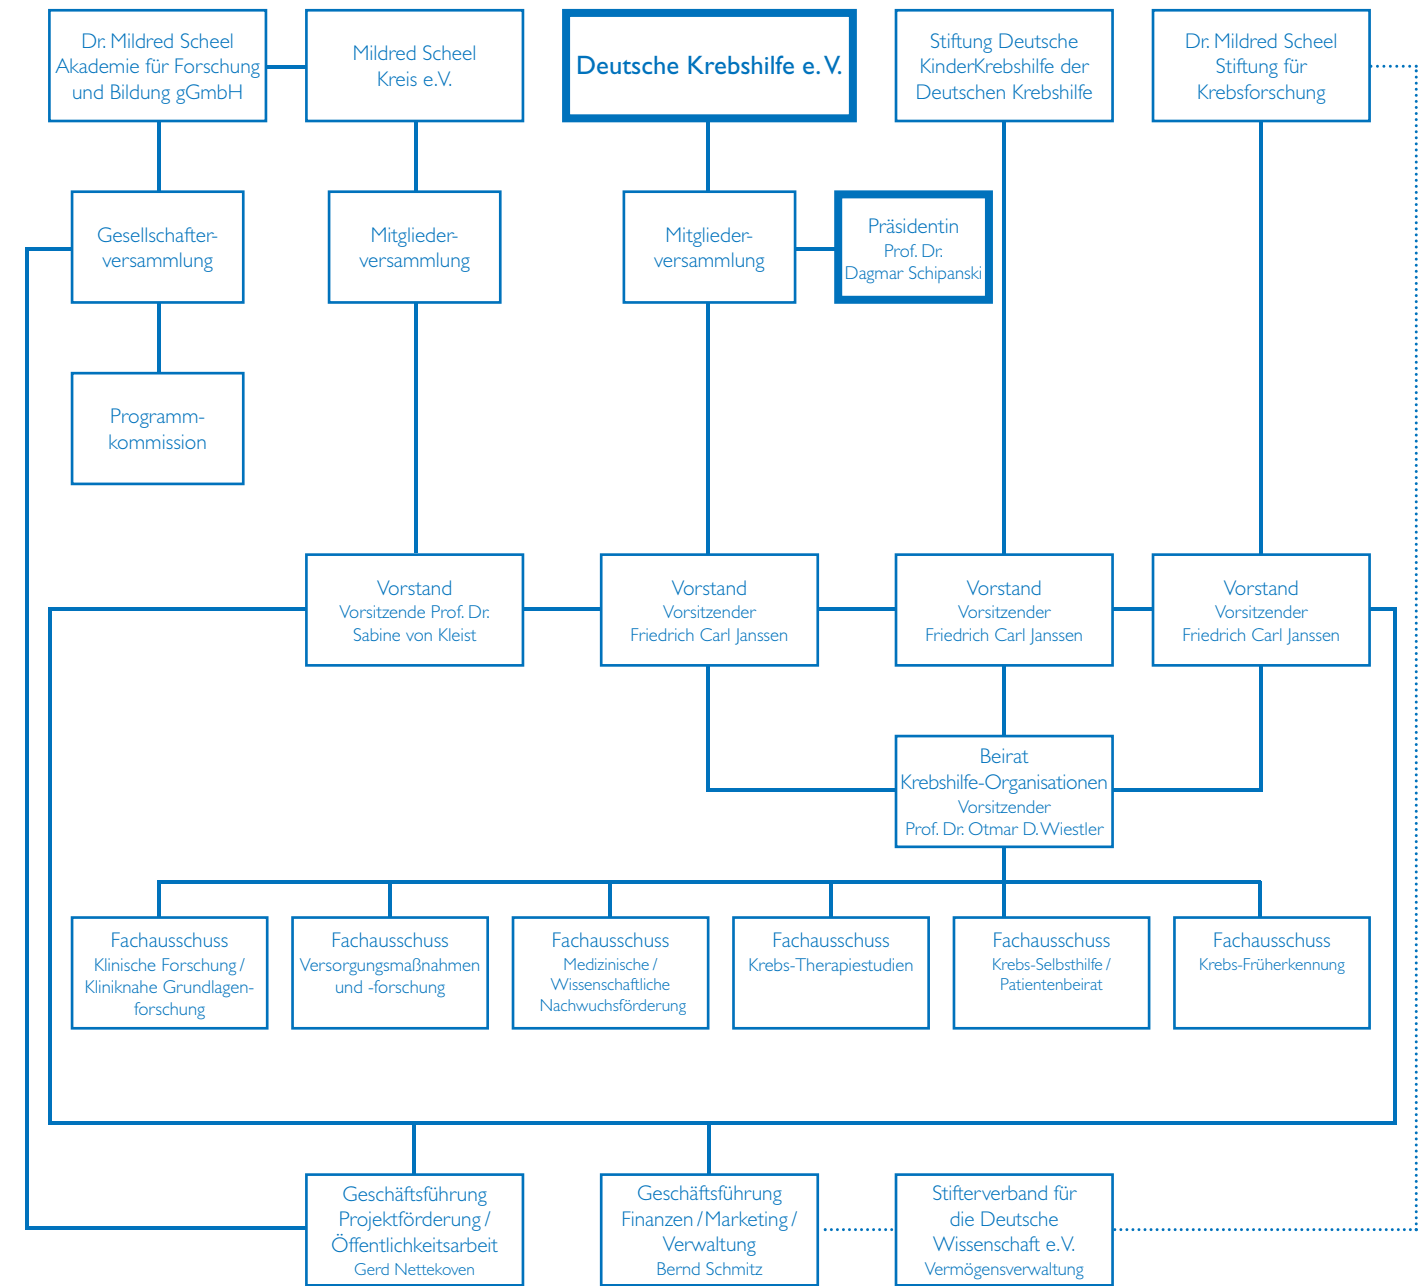 Dr. Mildred Scheel
Akademie für Forschung
und Bildung gGmbH
Mildred Scheel
Kreis e.V.
Deutsche Krebshilfe e. V.
Stiftung Deutsche
KinderKrebshilfe der
Deutschen Krebshilfe
Dr. Mildred Scheel
Stiftung für
Krebsforschung
Gesellschafter-
versammlung
Mitglieder-
versammlung
Mitglieder-
versammlung
Präsidentin
Prof. Dr.
Dagmar Schipanski
Programm-
kommission
Vorstand
Vorsitzende Prof. Dr.
Sabine von Kleist
Vorstand
Vorsitzender
Friedrich Carl Janssen
Vorstand
Vorsitzender
Friedrich Carl Janssen
Vorstand
Vorsitzender
Friedrich Carl Janssen
Beirat
Krebshilfe-Organisationen
Vorsitzender
Prof. Dr. Otmar D. Wiestler
Fachausschuss
Klinische Forschung /
Kliniknahe Grundlagen-
forschung
Fachausschuss
Versorgungsmaßnahmen
und -forschung
Fachausschuss
Medizinische /
Wissenschaftliche
Nachwuchsförderung
Fachausschuss
Krebs-Therapiestudien
Fachausschuss
Krebs-Selbsthilfe /
Patientenbeirat
Fachausschuss
Krebs-Früherkennung
Geschäftsführung
Projektförderung /
Öffentlichkeitsarbeit
Gerd Nettekoven
Geschäftsführung
Finanzen / Marketing /
Verwaltung
Bernd Schmitz
Stifterverband für
die Deutsche
Wissenschaft e.V.
Vermögensverwaltung